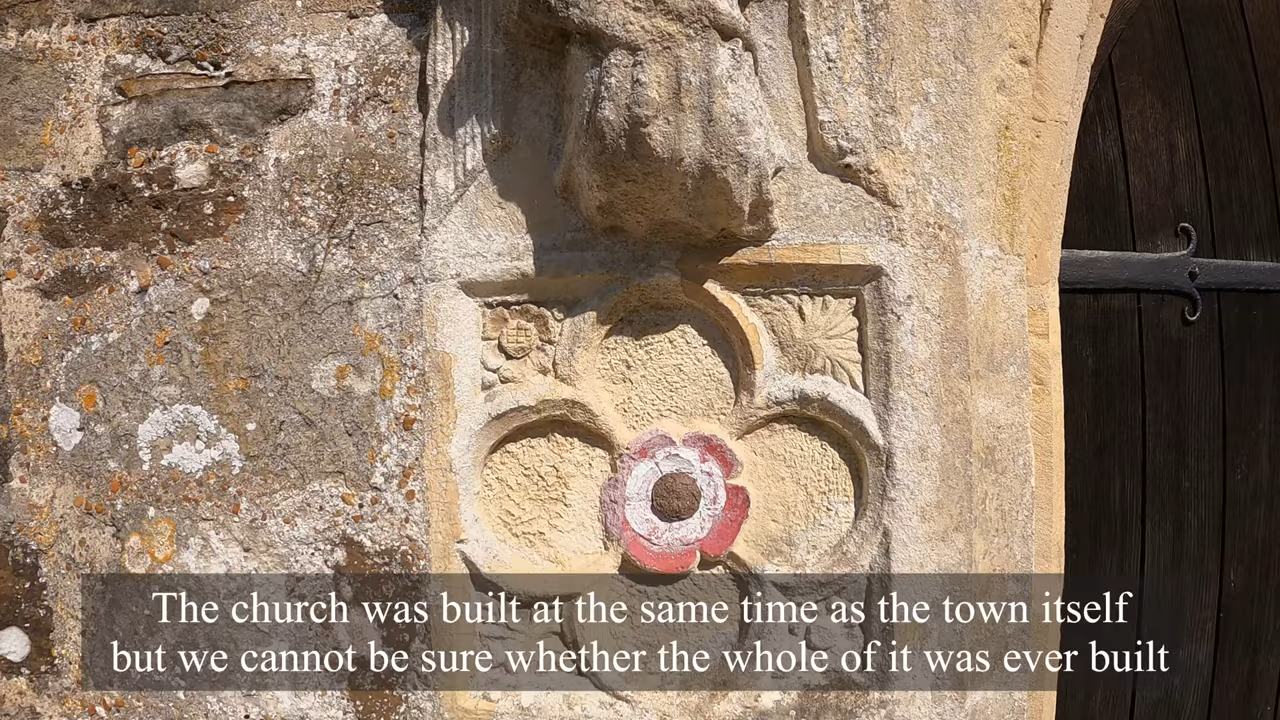 The church was built at the same time as the town itself
but we cannot be sure whether the whole of it was ever built